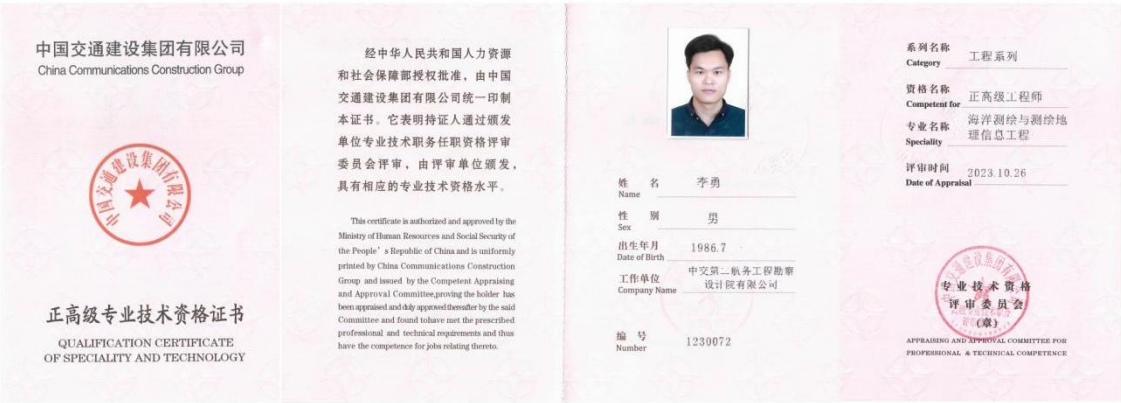 中国交通建设集团有限公司
China Communications Construction Group
中国交通建设集团有限公司
正高级专业技术资格证书
QUALIFICATION CERTIFICATE
OF SPECIALITY AND TECHNOLOGY
经中华人民共和国人力资源
和社会保障部授权批准，由中国
交通建设集团有限公司统一印制
本证书。它表明持证人通过颁发
单位专业技术职务任职资格评审
委员会评审，由评审单位颁发，
具有相应的专业技术资格水平。
This certificate is authorized and approved by the
Ministry of Human Resources and Social Security of
the People's Republic of China and is uniformly
printed by China Communications Construction
Group and issued by the Competent Appraising
and Approval Committee,proving the holder has
been appraised and duly approved thereafter by the said
Committee and found tohave met the prescribed
professional and technical requirements and thus
have the competence for jobs relating thereto.
姓 名 李勇
Name
性 别 男
Sex
出生年月 1986.7
Date of Birth
工作单位 中交第二航务工程勘察
Company Name 设计院有限公司
编 号 1230072
Number
系列名称 工程系列
Category
资格名称 正高级工程师
Competent for
专业名称 海洋测绘与测绘地
Speciality 理信息工程
评审时间 2023.10.26
Date of Appraisal
专业技术资格
评审委员会
(章)
APPRAISING AND APPROVAL COMMITTEE FOR
PROFESSIONAL & TECHNICAL COMPETENCE